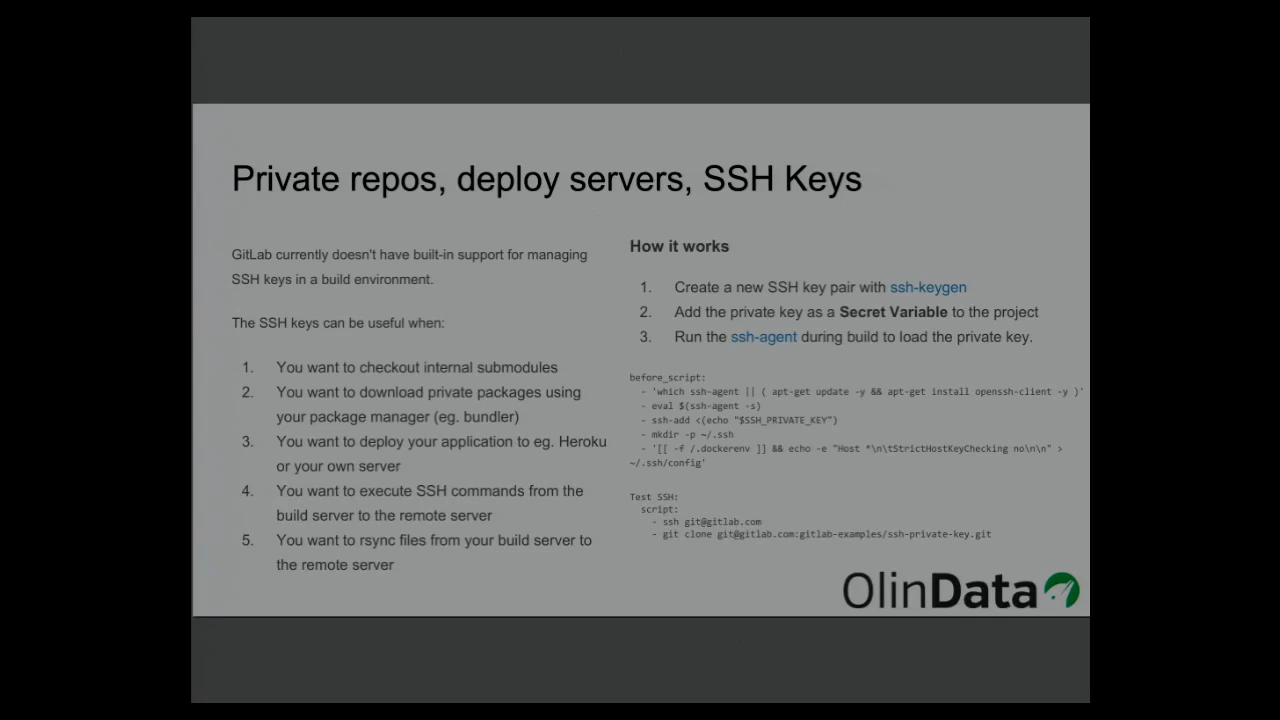 Private repos, deploy servers, SSH Keys
GitLab currently doesn't have built-in support for managing
SSH keys in a build environment.
The SSH keys can be useful when:
1. You want to checkout internal submodules
2. You want to download private packages using
your package manager (eg. bundler)
3. You want to deploy your application to eg. Heroku
or your own server
4. You want to execute SSH commands from the
build server to the remote server
5. You want to rsync files from your build server to
the remote server
How it works
1. Create a new SSH key pair with ssh-keygen
2. Add the private key as a Secret Variable to the project
3. Run the ssh-agent during build to load the private key.
before_script:
- 'which ssh-agent || ( apt-get update -y && apt-get install openssh-client -y )'
- eval $(ssh-agent -s)
- ssh-add <(echo "$SSH_PRIVATE_KEY")
- mkdir -p ~/.ssh
- '[[ -f /.dockerenv ]] && echo -e "Host *\n\tStrictHostKeyChecking no\n\n" >
~/.ssh/config'
Test SSH:
script:
- ssh git@gitlab.com
- git clone git@gitlab.com:gitlab-examples/ssh-private-key.git
OlinData